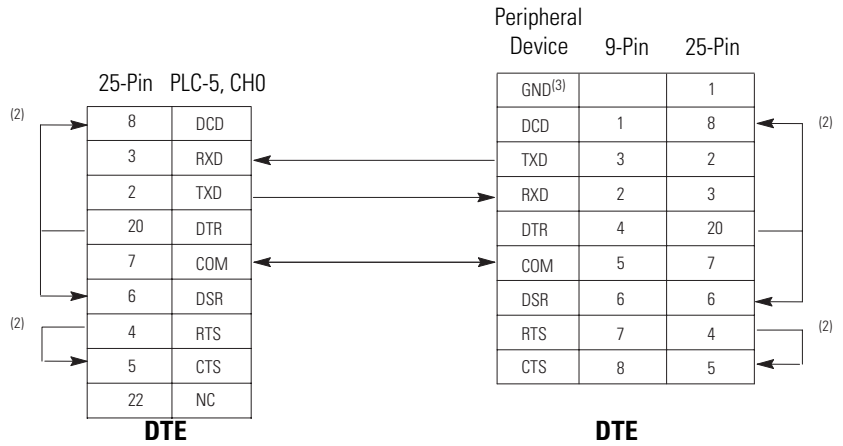 Peripheral
Device 9-Pin 25-Pin
25-Pin PLC-5, CH0
GND(3) 1
(2) 8 DCD
DCD 1 8 (2)
3 RXD
TXD 3 2
2 TXD
RXD 2 3
20 DTR
DTR 4 20
7 COM
COM 5 7
6 DSR
DSR 6 6
(2) 4 RTS
RTS 7 4 (2)
5 CTS
CTS 8 5
22 NC
DTE
DTE